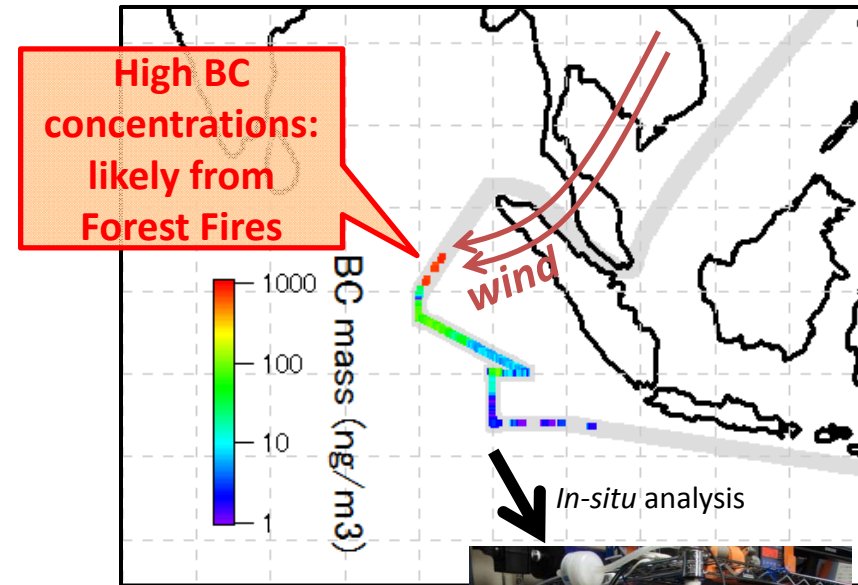 High BC
concentrations:
likely from
Forest Fires
wind
1000
100
10
1
BC mass (ng/m3)
In-situ analysis